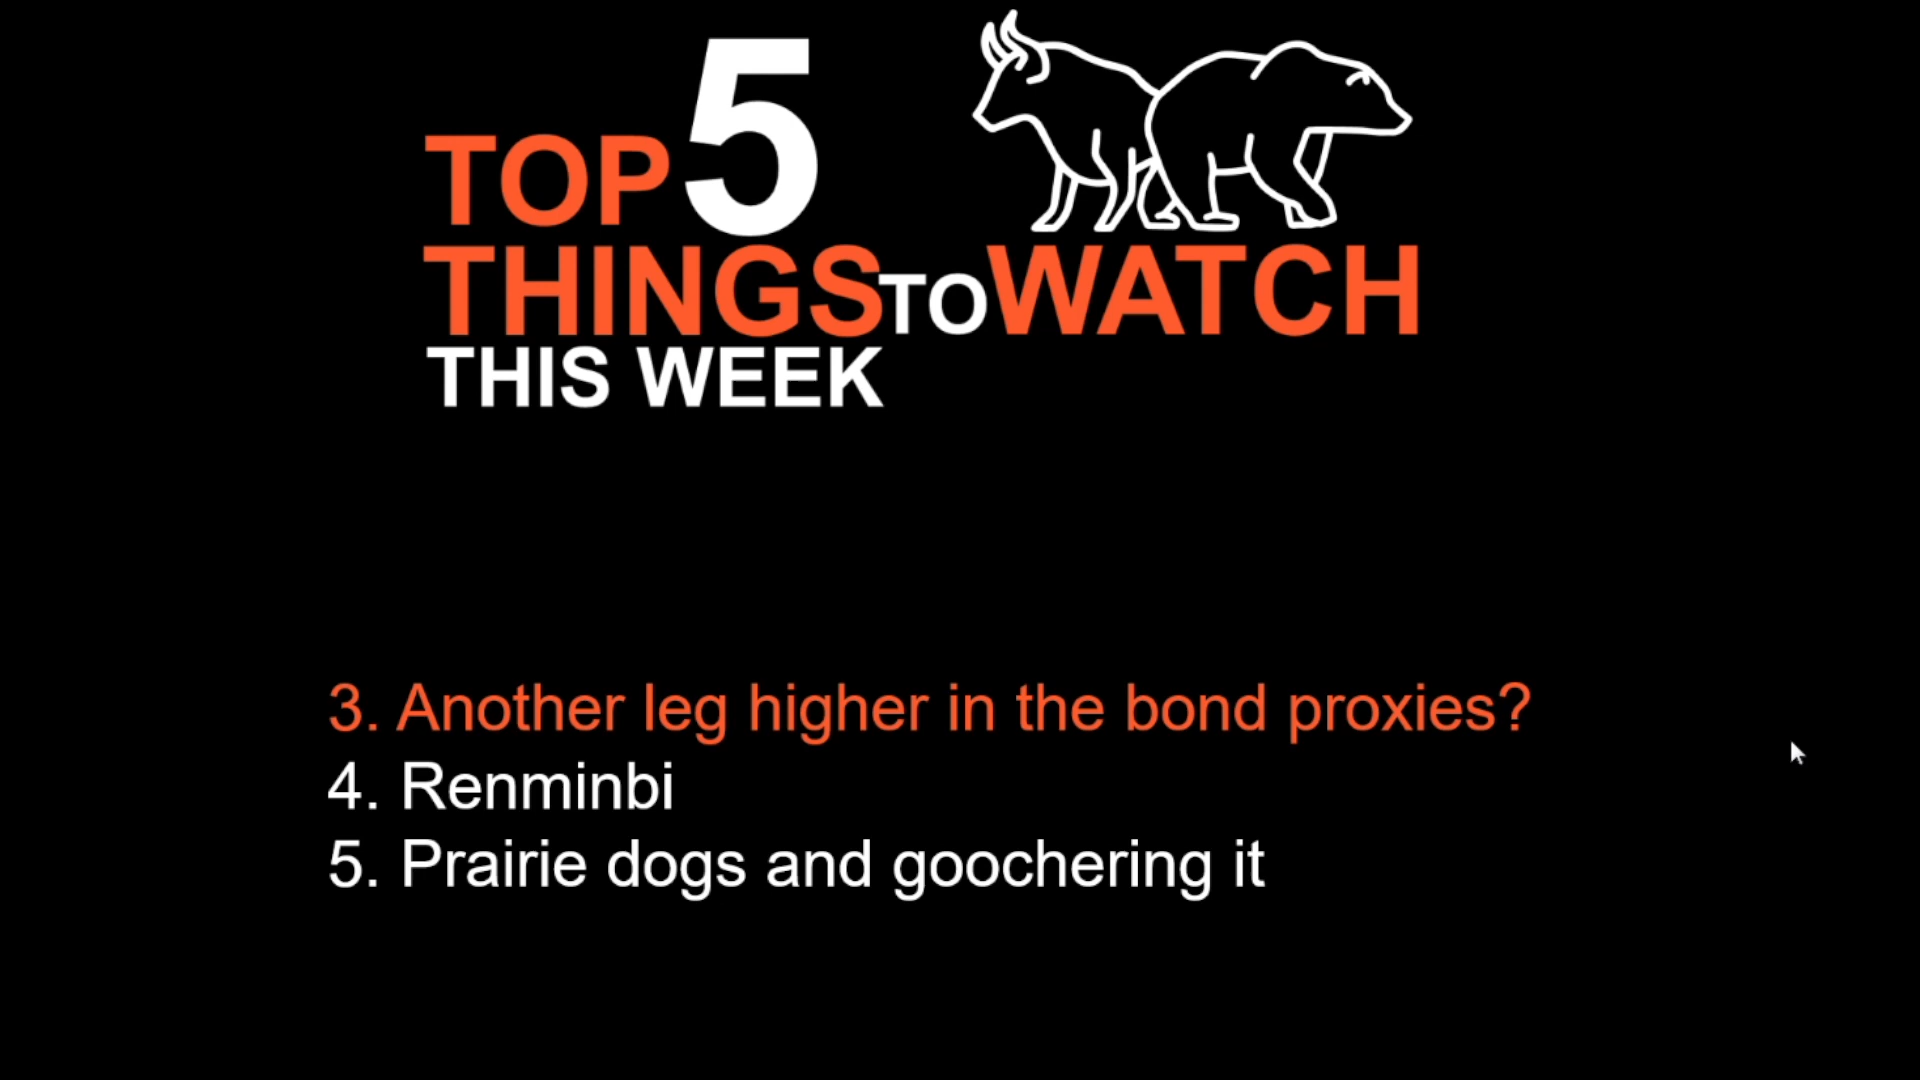 TOP 5
THINGS TO WATCH
THIS WEEK
3. Another leg higher in the bond proxies?
4. Renminbi
5. Prairie dogs and goochering it